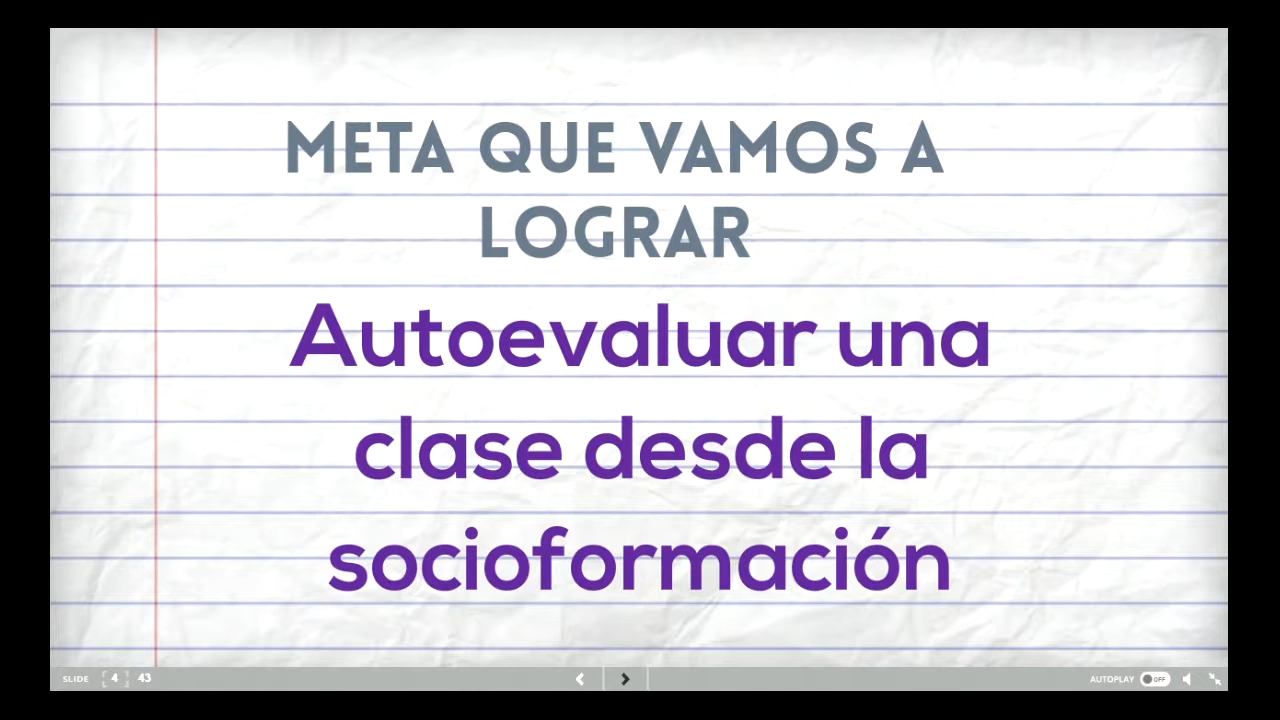 META QUE VAMOS A
LOGRAR
Autoevaluar una
clase desde la
socioformación
SLIDE 4 43
AUTOPLAY OFF